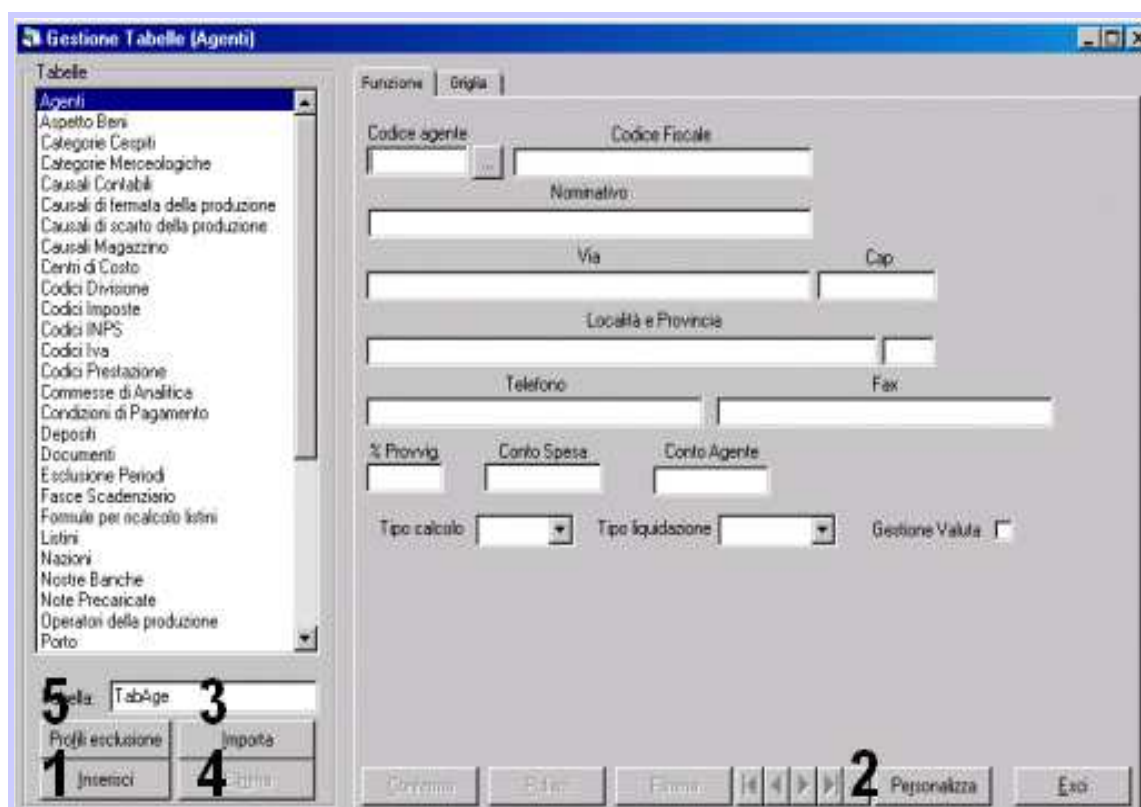 Gestione Tabelle (Agenti)
Tabelle
Agenti
Aspetto Beni
Categorie Cespiti
Categorie Merceologiche
Causali Contabili
Causali di fermata della produzione
Causali di scarto della produzione
Causali Magazzino
Centri di Costo
Codici Divisione
Codici Imposte
Codici INPS
Codici Iva
Codici Prestazione
Commesse di Analitica
Condizioni di Pagamento
Depositi
Documenti
Esclusione Periodi
Fasce Scadenziario
Formule per ricalcolo listini
Listini
Nazioni
Nostre Banche
Note Precaricate
Operatori della produzione
Porto
TabAge
5
3
Profili esclusione
Importa
1
Inserisci
4
Funzione
Griglia
Codice agente
...
Codice Fiscale
Nominativo
Via
Cap
Località e Provincia
Telefono
Fax
% Provvig.
Conto Spesa
Conto Agente
Tipo calcolo
Tipo liquidazione
Gestione Valuta
Conferma
2
Personalizza
Esci